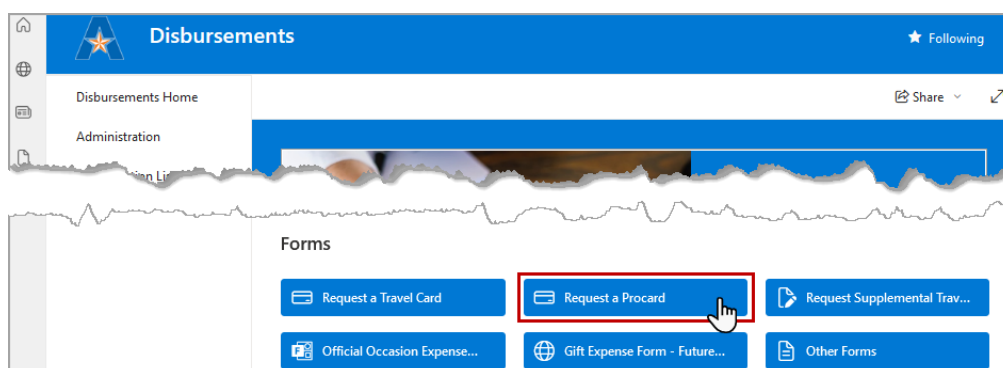 Disbursements
Following
Disbursements Home
Share
Administration
Forms
Request a Travel Card
Request a Procard
Request Supplemental Trav...
Official Occasion Expense...
Gift Expense Form - Future...
Other Forms